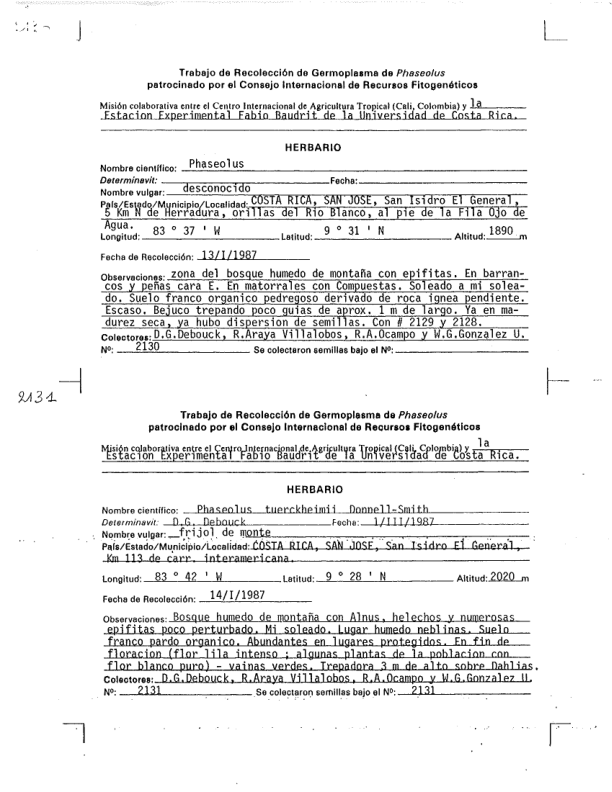 Trabajo de Recolección de Germoplasma de Phaseolus
patrocinado por el Consejo Internacional de Recursos Fitogenéticos
Misión colaborativa entre el Centro Internacional de Agricultura Tropical (Cali, Colombia) y la
Estacion Experimental Fabio Baudrit de la Universidad de Costa Rica.
HERBARIO
Nombre científico: Phaseolus
Determinavit: Fecha:
Nombre vulgar: desconocido
País/Estado/Municipio/Localidad: COSTA RICA, SAN JOSE, San Isidro El General,
5 Km N de Herradura, orillas del Rio Blanco, al pie de la Fila Ojo de
Agua.
Longitud: 83 ° 37 ' W Latitud: 9 ° 31 ' N Altitud: 1890 m
Fecha de Recolección: 13/I/1987
Observaciones: zona del bosque humedo de montaña con epifitas. En barran-
cos y peñas cara E. En matorrales con Compuestas. Soleado a mi solea-
do. Suelo franco organico pedregoso derivado de roca ignea pendiente.
Escaso. Bejuco trepando poco guias de aprox. 1 m de largo. Ya en ma-
durez seca, ya hubo dispersion de semillas. Con # 2129 y 2128.
Colectores: D.G.Debouck, R.Araya Villalobos, R.A.Ocampo y W.G.Gonzalez U.
Nº: 2130 Se colectaron semillas bajo el Nº:
2131
Trabajo de Recolección de Germoplasma de Phaseolus
patrocinado por el Consejo Internacional de Recursos Fitogenéticos
Misión colaborativa entre el Centro Internacional de Agricultura Tropical (Cali, Colombia) y la
Estacion Experimental Fabio Baudrit de la Universidad de Costa Rica.
HERBARIO
Nombre científico: Phaseolus tuerckheimii Donnell-Smith
Determinavit: D.G. Debouck Fecha: 1/III/1987
Nombre vulgar: frijol de monte
País/Estado/Municipio/Localidad: COSTA RICA, SAN JOSE, San Isidro El General,
Km 113 de carr. interamericana.
Longitud: 83 ° 42 ' W Latitud: 9 ° 28 ' N Altitud: 2020 m
Fecha de Recolección: 14/I/1987
Observaciones: Bosque humedo de montaña con Alnus, helechos y numerosas
epifitas poco perturbado. Mi soleado. Lugar humedo neblinas. Suelo
franco pardo organico. Abundantes en lugares protegidos. En fin de
floracion (flor lila intenso ; algunas plantas de la poblacion con
flor blanco puro) - vainas verdes. Trepadora 3 m de alto sobre Dahlias.
Colectores: D.G.Debouck, R.Araya Villalobos, R.A.Ocampo y W.G.Gonzalez U.
Nº: 2131 Se colectaron semillas bajo el Nº: 2131